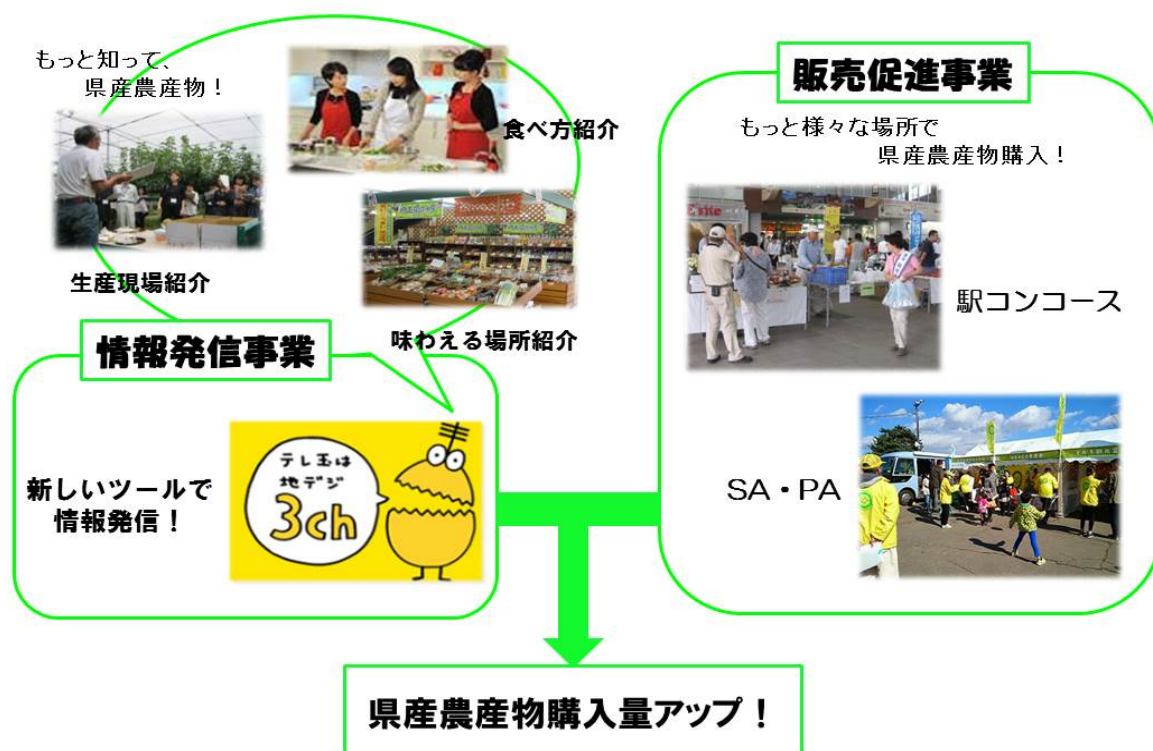 もっと知って、
県産農産物！
食べ方紹介
生産現場紹介
味わえる場所紹介
情報発信事業
新しいツールで
情報発信！
テレ玉は
地デジ
3ch
販売促進事業
もっと様々な場所で
県産農産物購入！
駅コンコース
SA・PA
県産農産物購入量アップ！